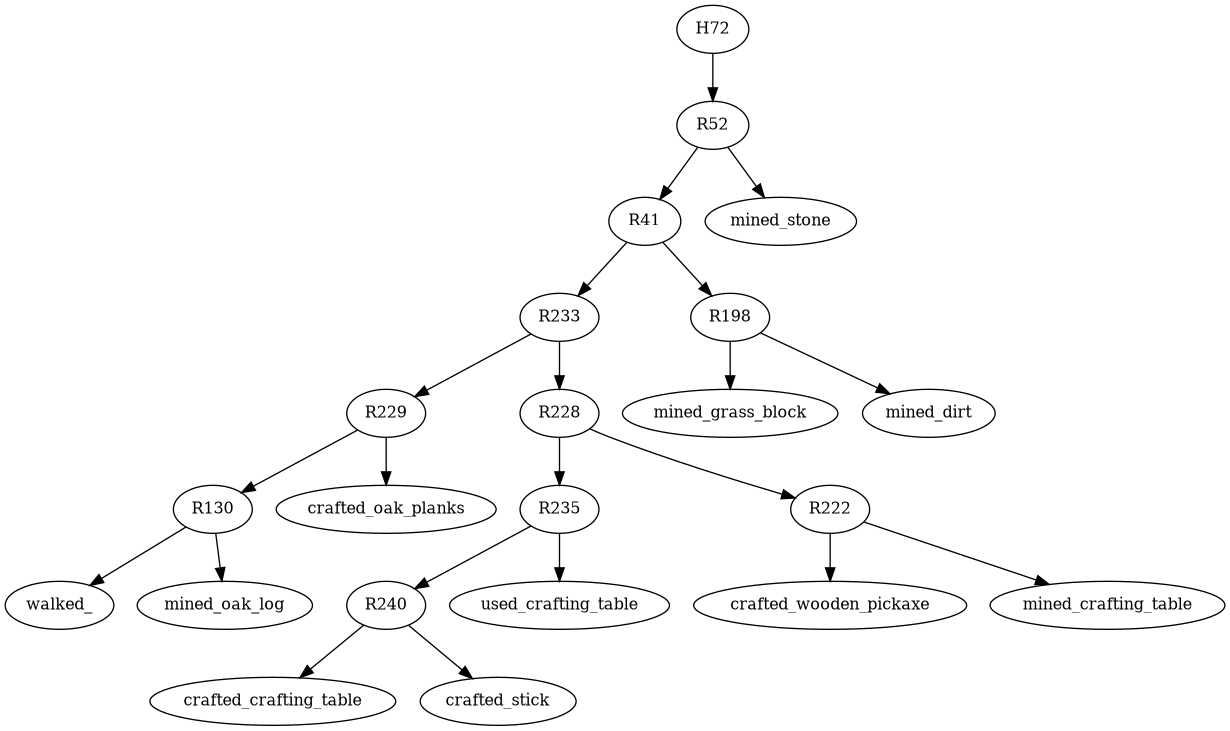 H72
R52
R41
mined_stone
R233
R198
R229
R228
mined_grass_block
mined_dirt
R130
crafted_oak_planks
R235
R222
walked_
mined_oak_log
R240
used_crafting_table
crafted_wooden_pickaxe
mined_crafting_table
crafted_crafting_table
crafted_stick